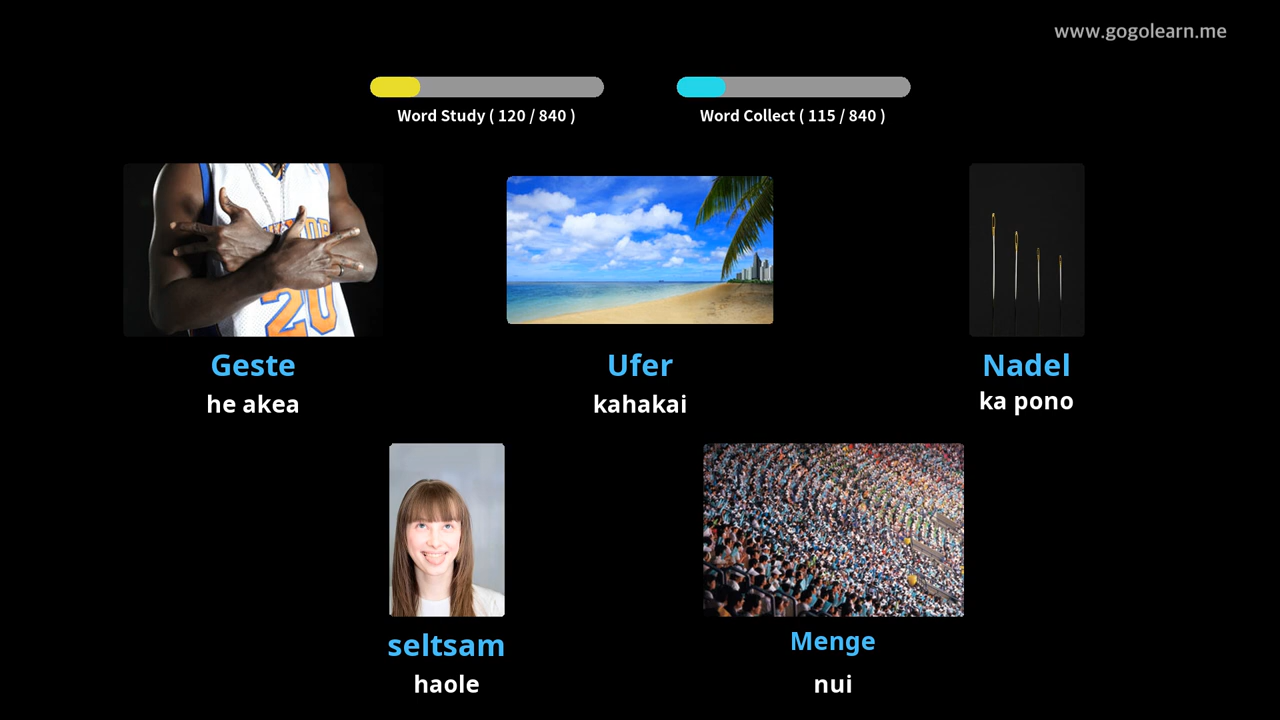 www.gogolearn.me
Word Study ( 120 / 840 )
Word Collect ( 115 / 840 )
20
Geste
he akea
Ufer
kahakai
Nadel
ka pono
seltsam
haole
Menge
nui